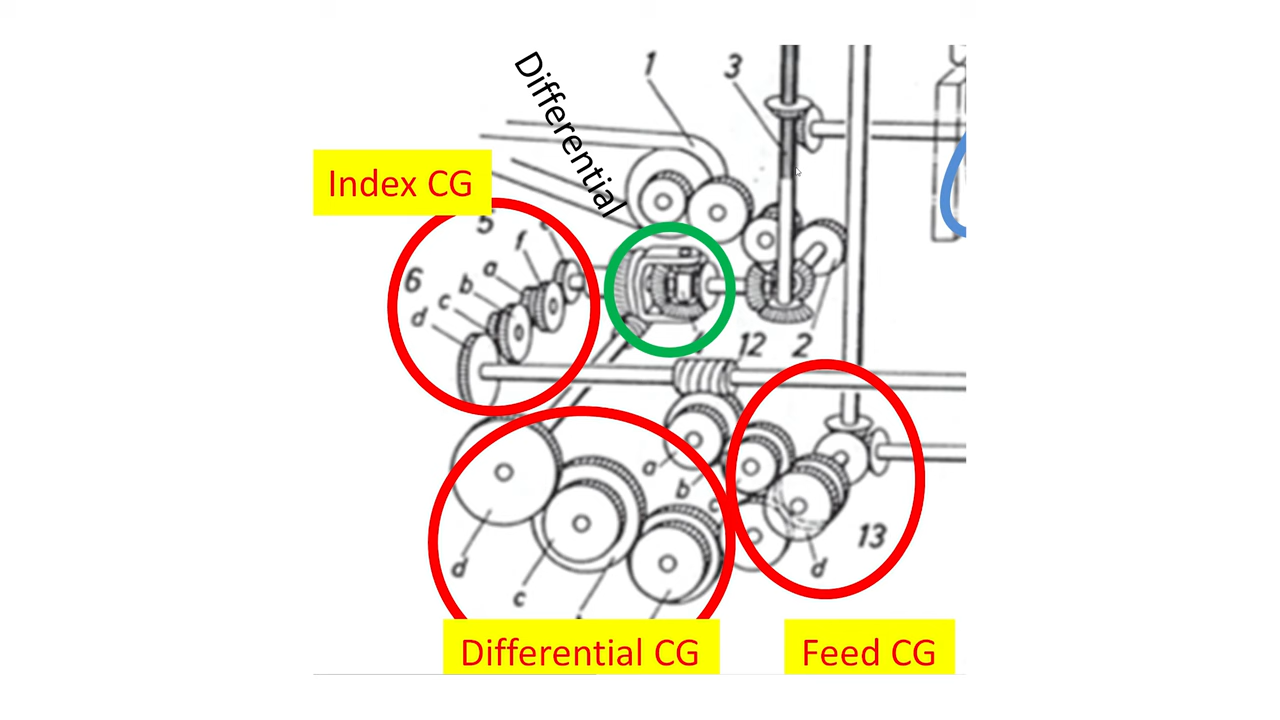 Differential
1
3
Index CG
5
f
a
6
b
c
d
12
2
a
b
c
13
d
d
c
Differential CG
Feed CG